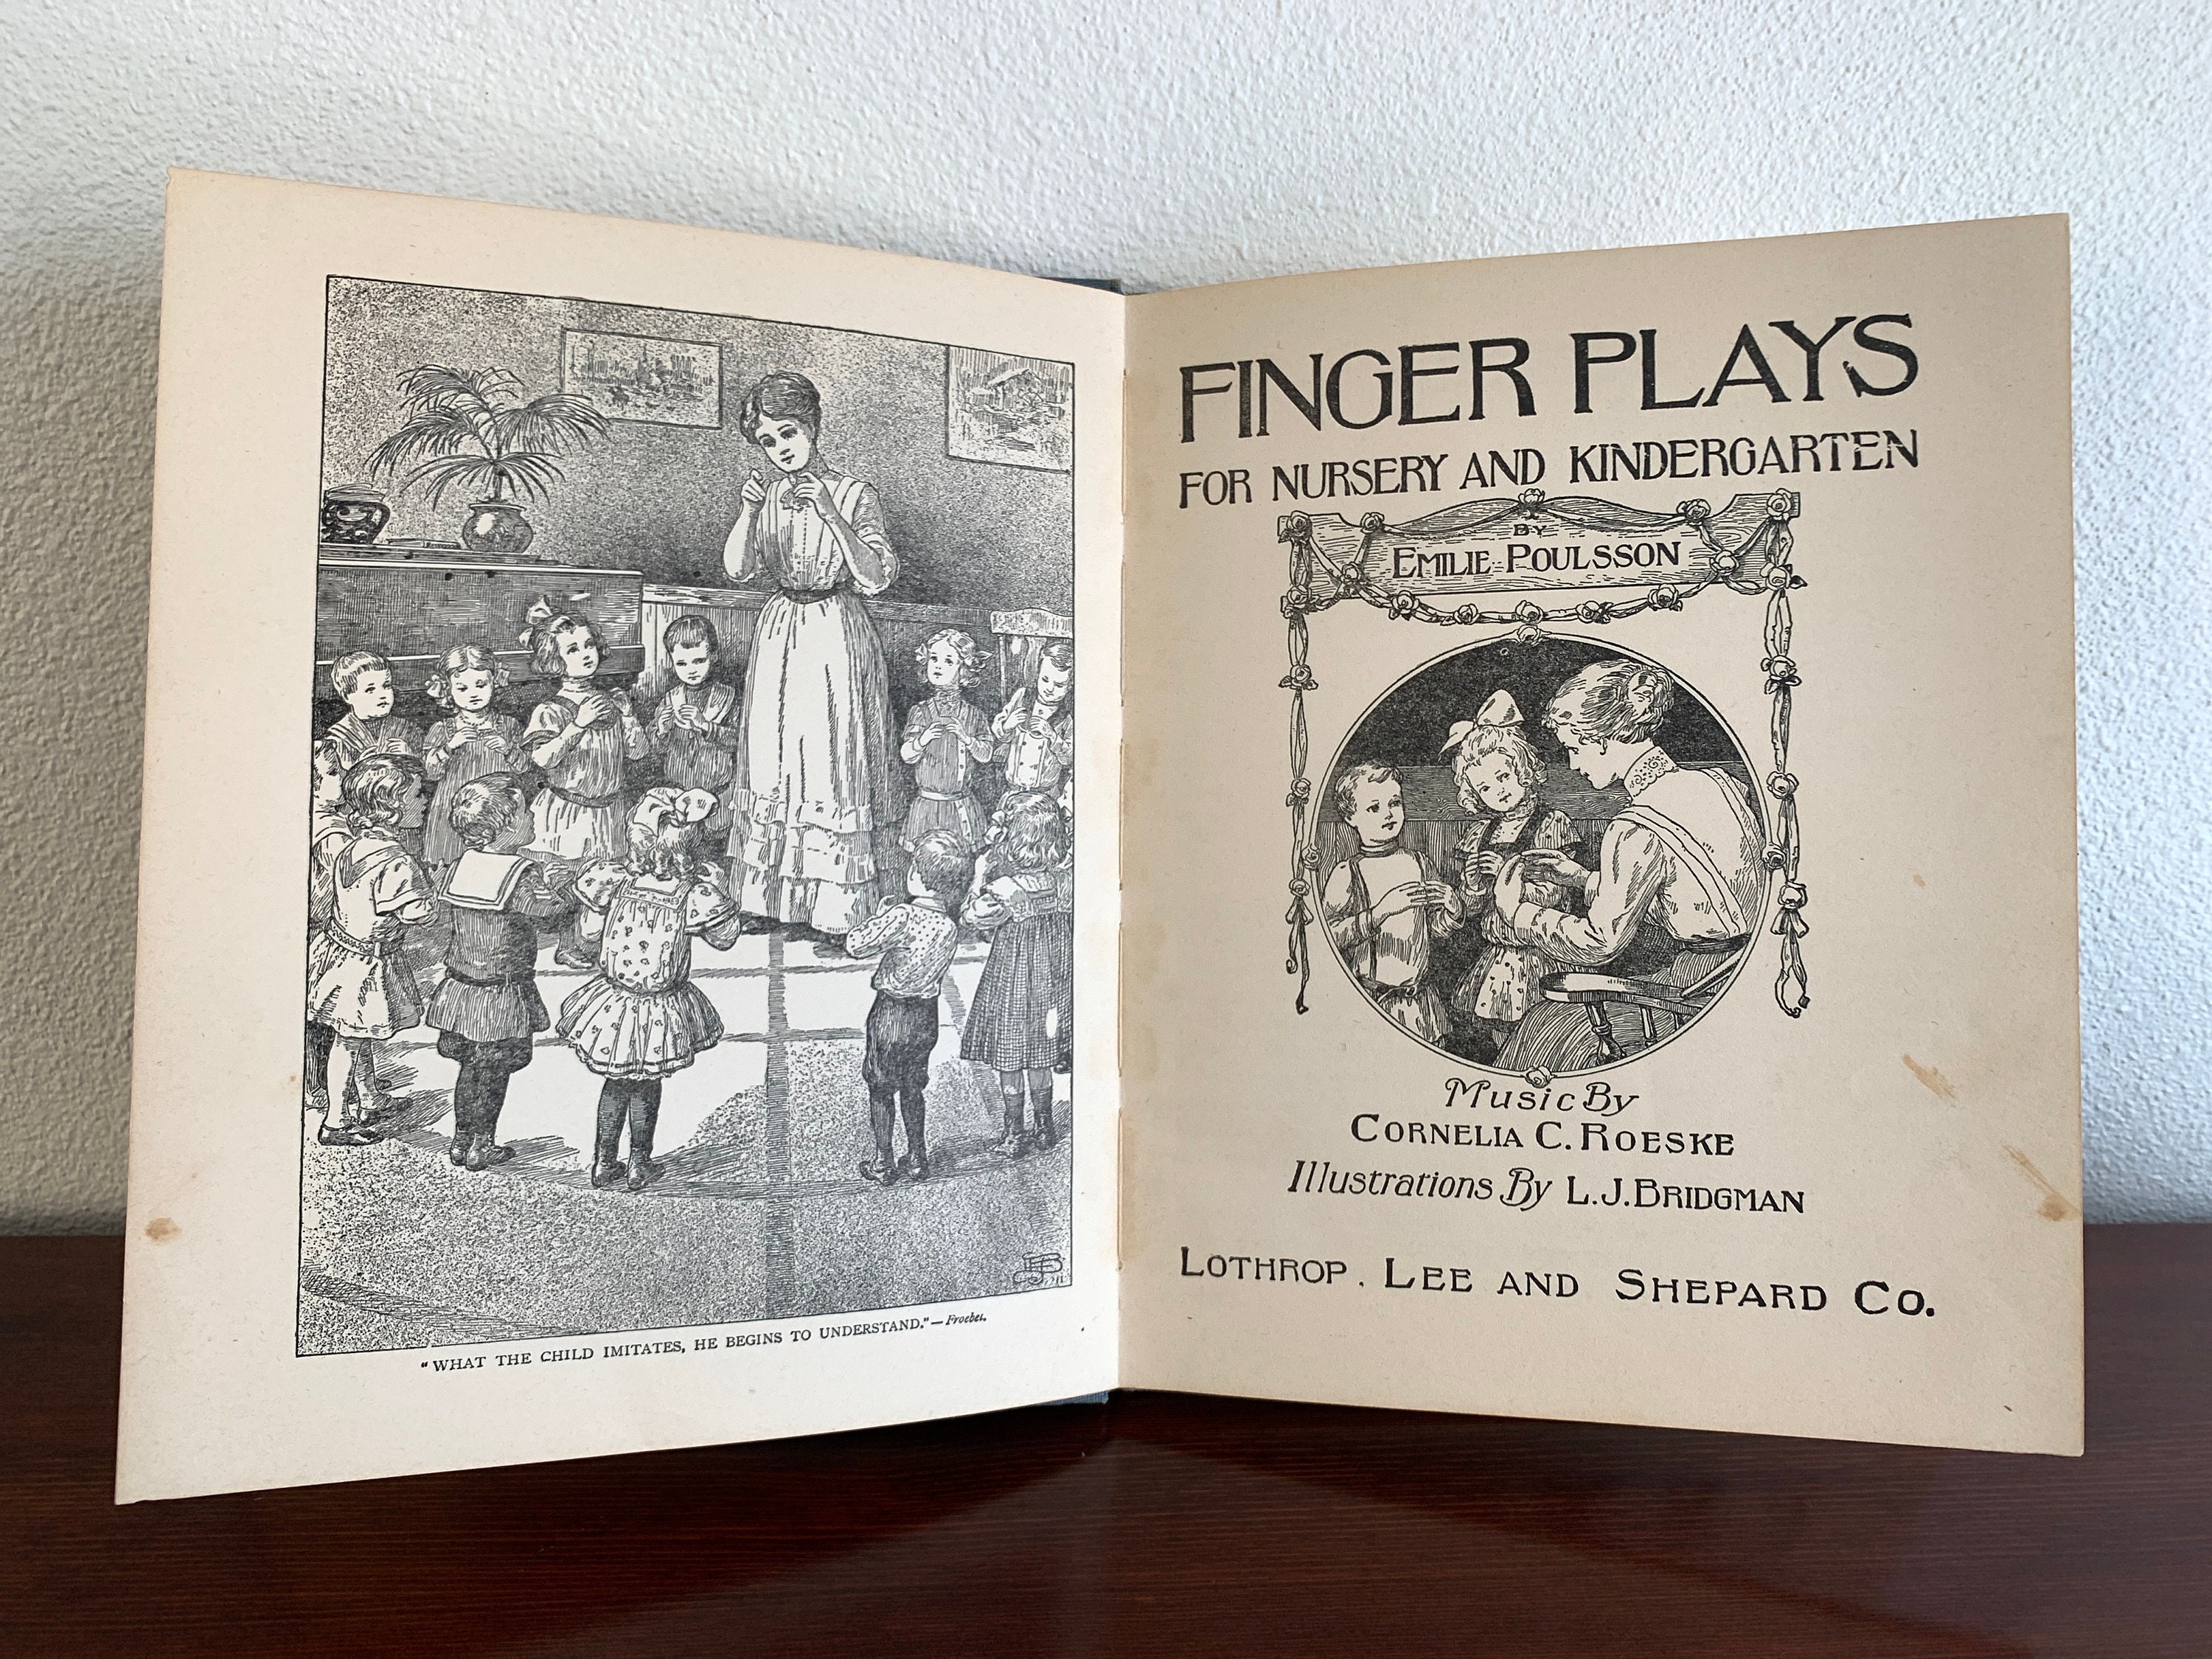 "WHAT THE CHILD IMITATES, HE BEGINS TO UNDERSTAND."—Froebel.
FINGER PLAYS
FOR NURSERY AND KINDERGARTEN
BY
EMILIE POULSSON
Music By
CORNELIA C. ROESKE
Illustrations By L. J. BRIDGMAN
LOTHROP, LEE AND SHEPARD CO.